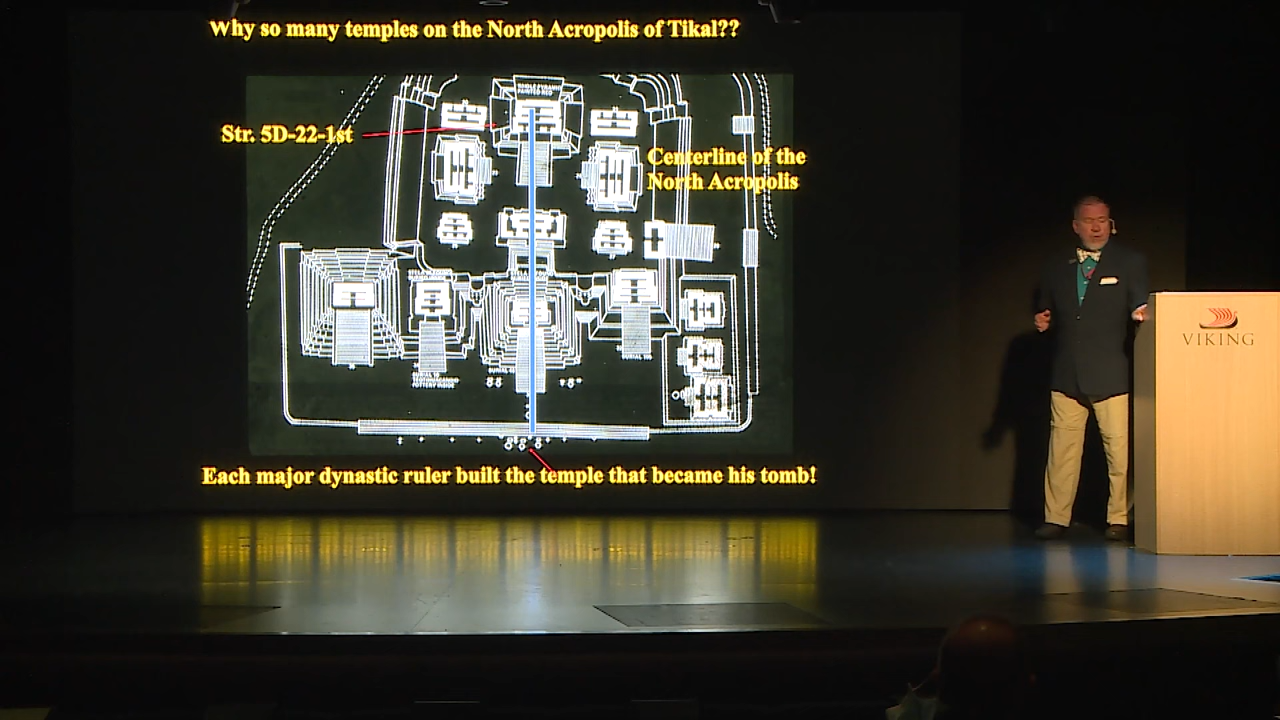 Why so many temples on the North Acropolis of Tikal??
Str. 5D-22-1st
Centerline of the
North Acropolis
Each major dynastic ruler built the temple that became his tomb!
VIKING